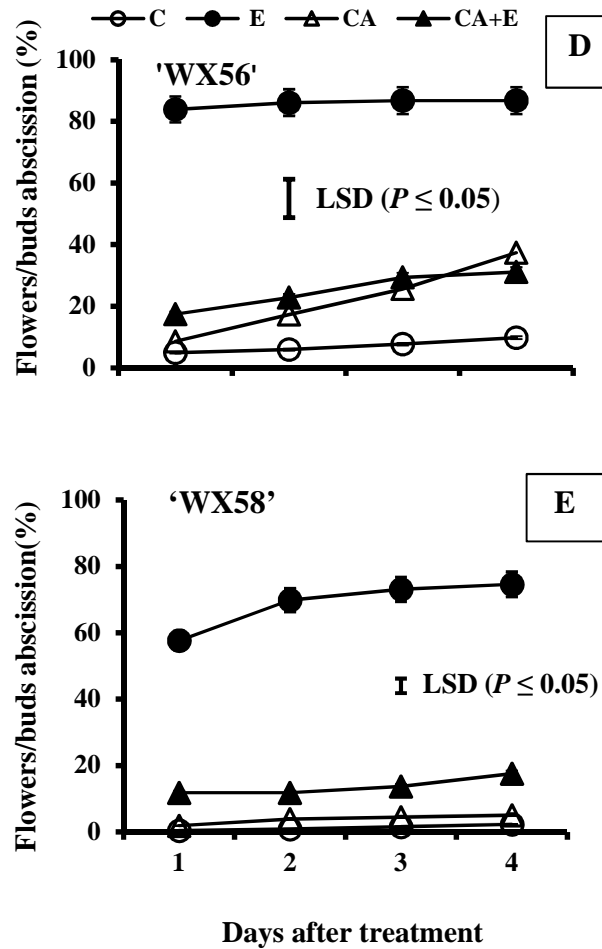 C E CA CA+E
Flowers/buds abscission (%)
'WX56'
D
100
80
60
40
20
0
LSD (P ≤ 0.05)
Flowers/buds abscission(%)
‘WX58’
E
100
80
60
40
20
0
LSD (P ≤ 0.05)
1 2 3 4
Days after treatment